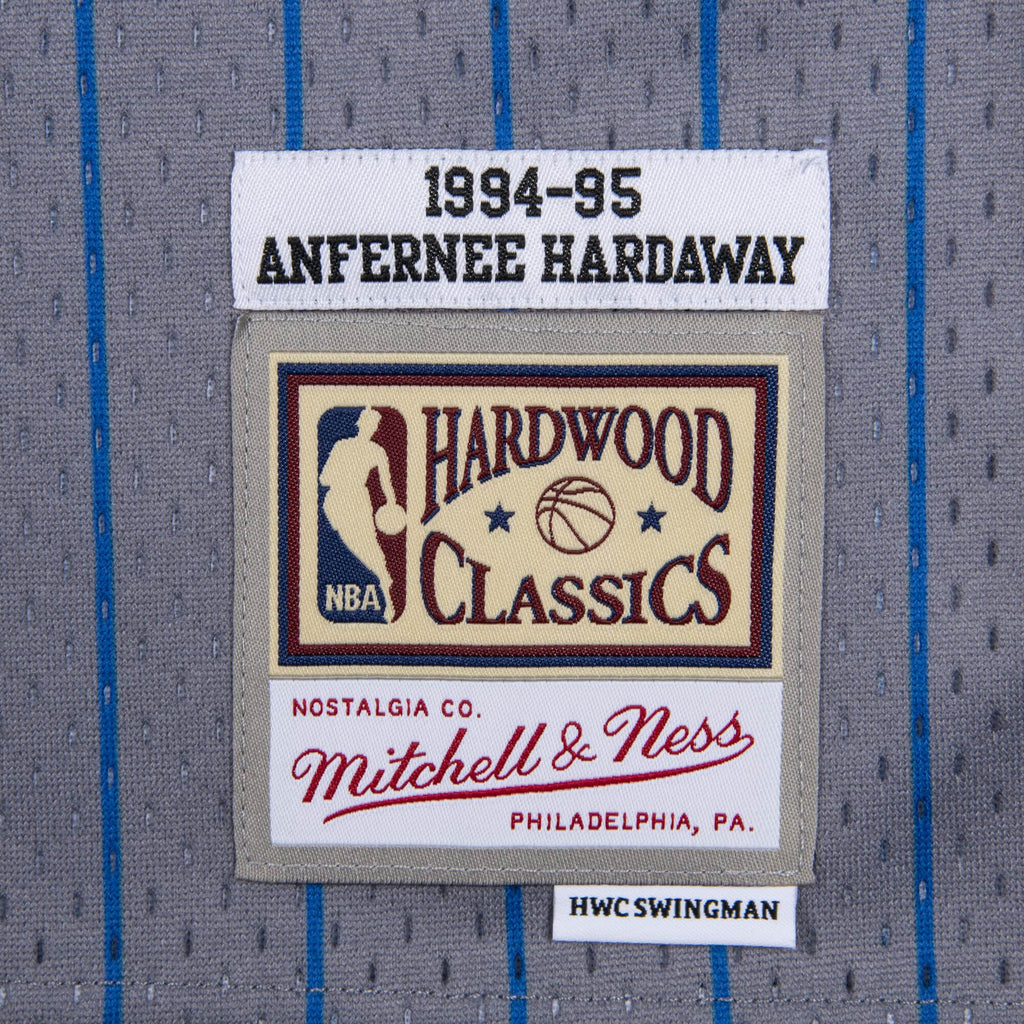 1994-95
ANFERNEE HARDAWAY
HARDWOOD
CLASSICS
NBA
NOSTALGIA CO.
Mitchell & Ness
PHILADELPHIA, PA.
HWC SWINGMAN